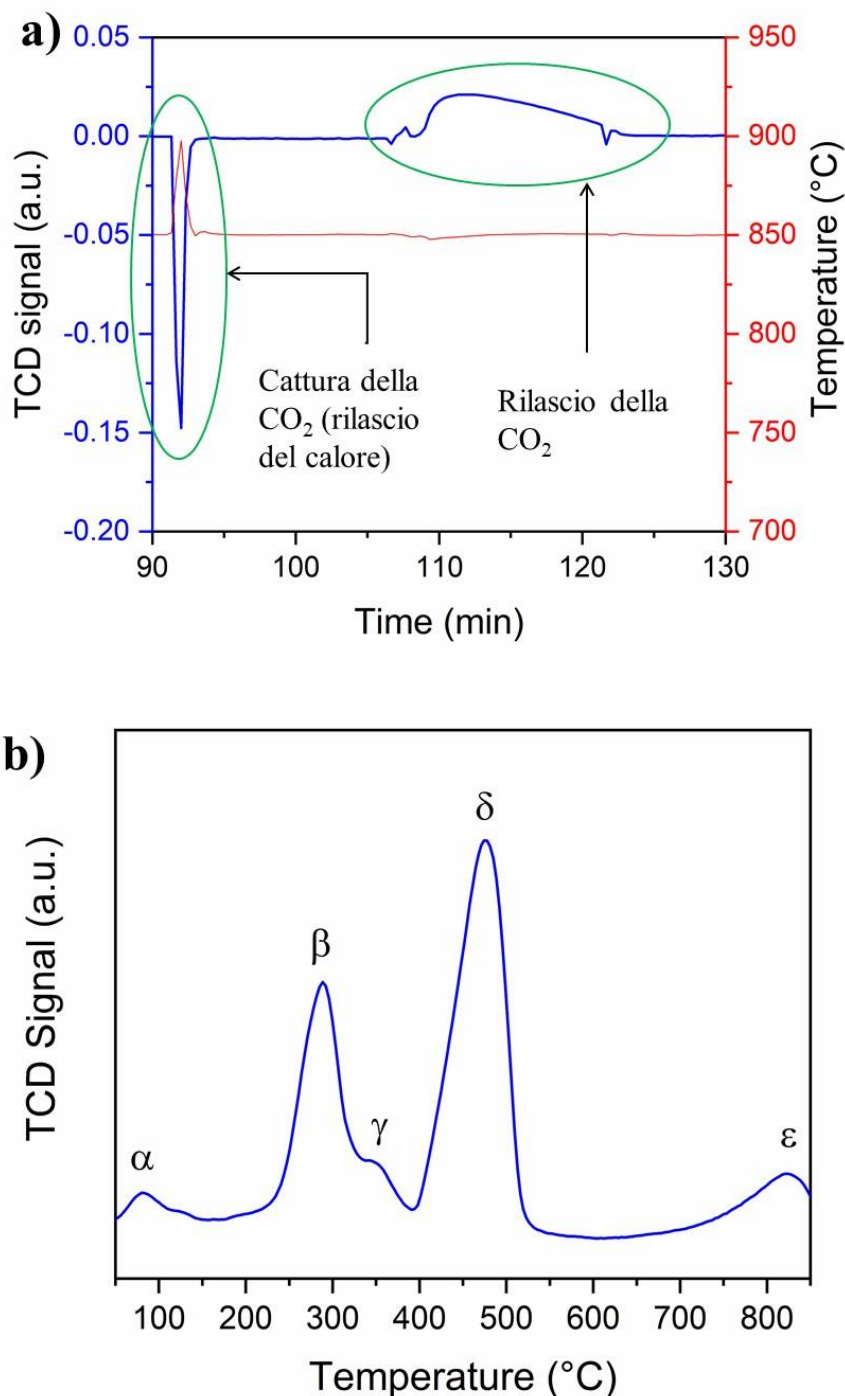 a)
0.05
0.00
-0.05
-0.10
-0.15
-0.20
TCD signal (a.u.)
950
900
850
800
750
700
Temperature (°C)
Cattura della
CO₂ (rilascio
del calore)
Rilascio della
CO₂
90 100 110 120 130
Time (min)
b)
TCD Signal (a.u.)
α
β
γ
δ
ε
100 200 300 400 500 600 700 800
Temperature (°C)